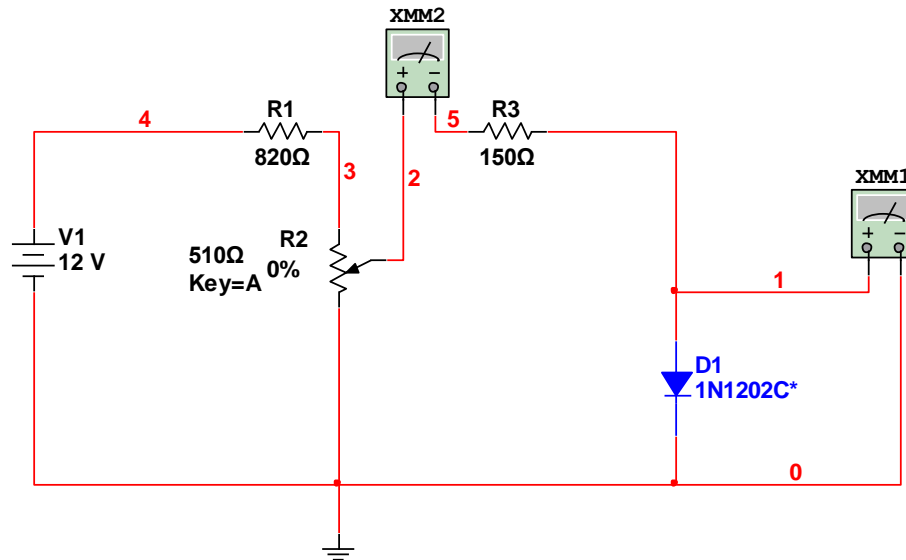 XMM2
+ −
4
R1
5
R3
820Ω
3
2
150Ω
XMM1
+ −
V1
12 V
R2
510Ω
0%
Key=A
1
D1
1N1202C*
0